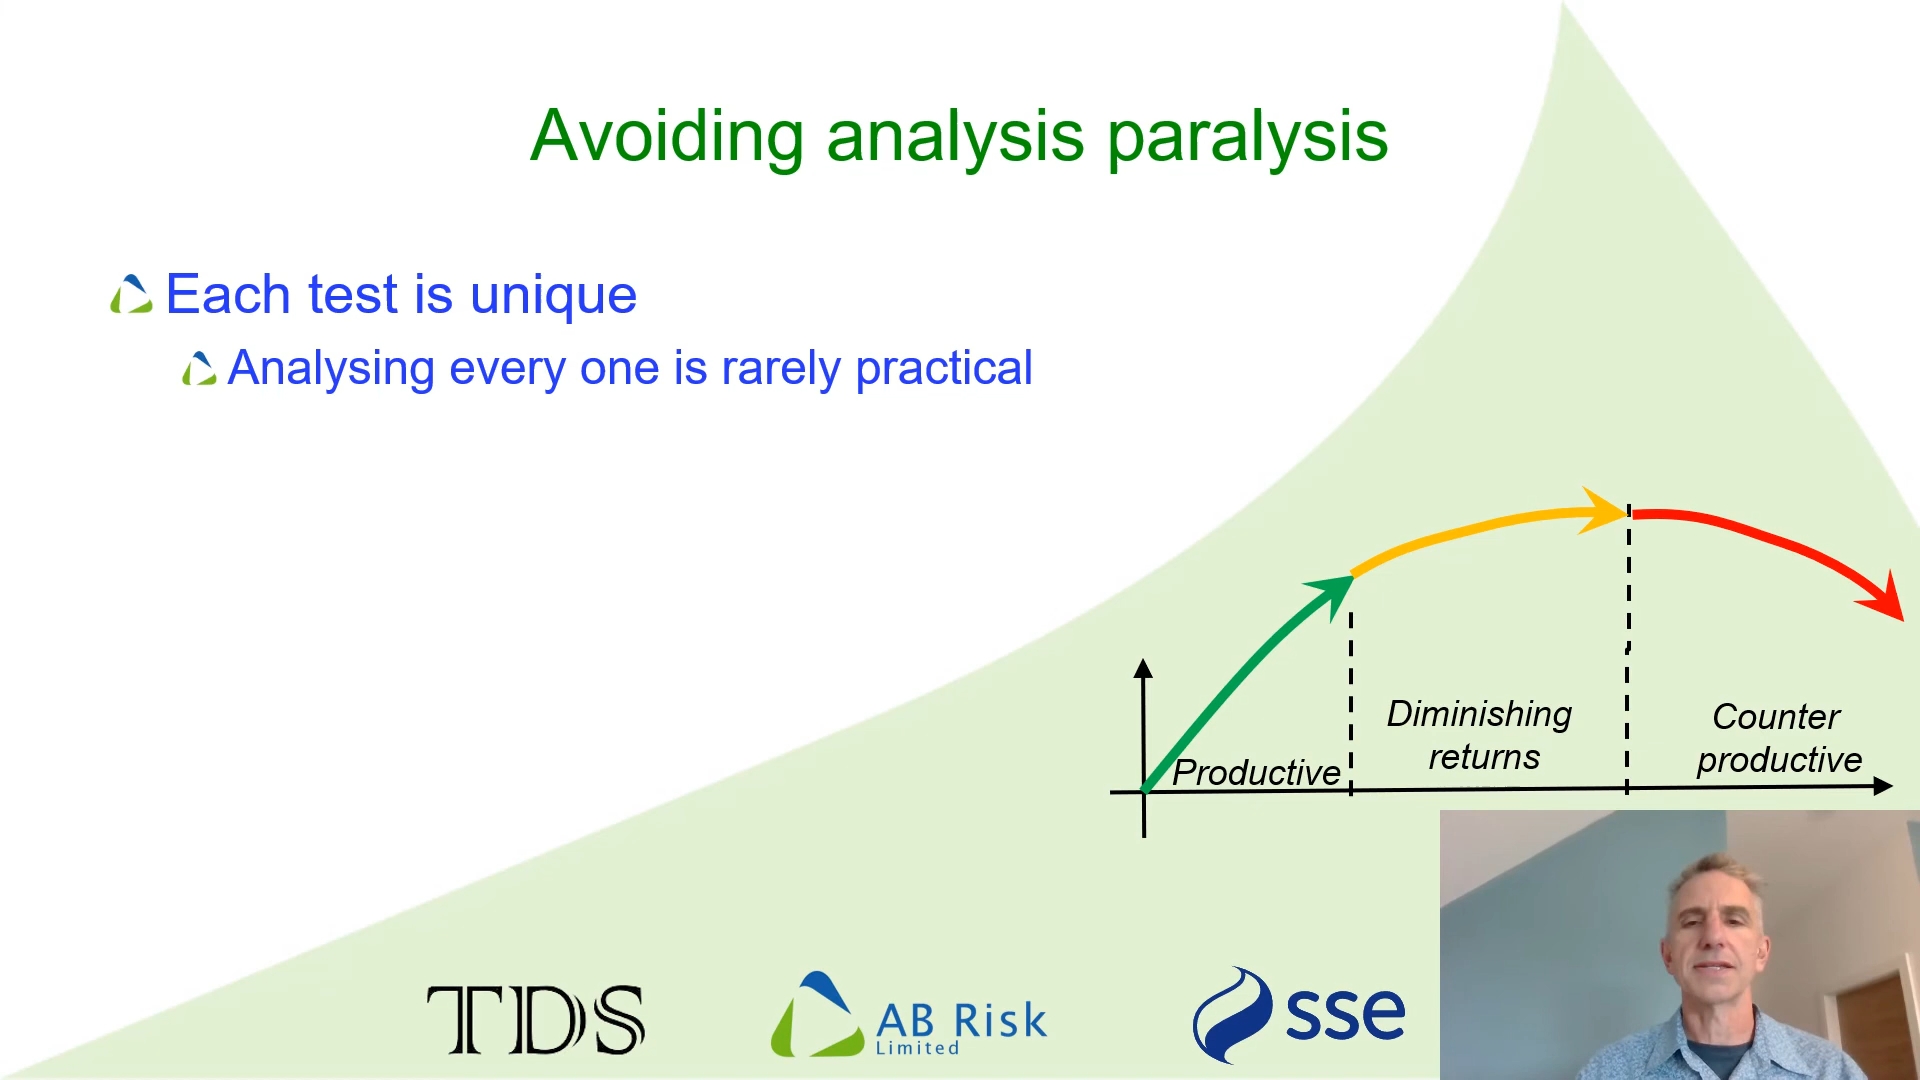 Avoiding analysis paralysis
Each test is unique
Analysing every one is rarely practical
Productive
Diminishing
returns
Counter
productive
TDS
AB Risk
Limited
sse